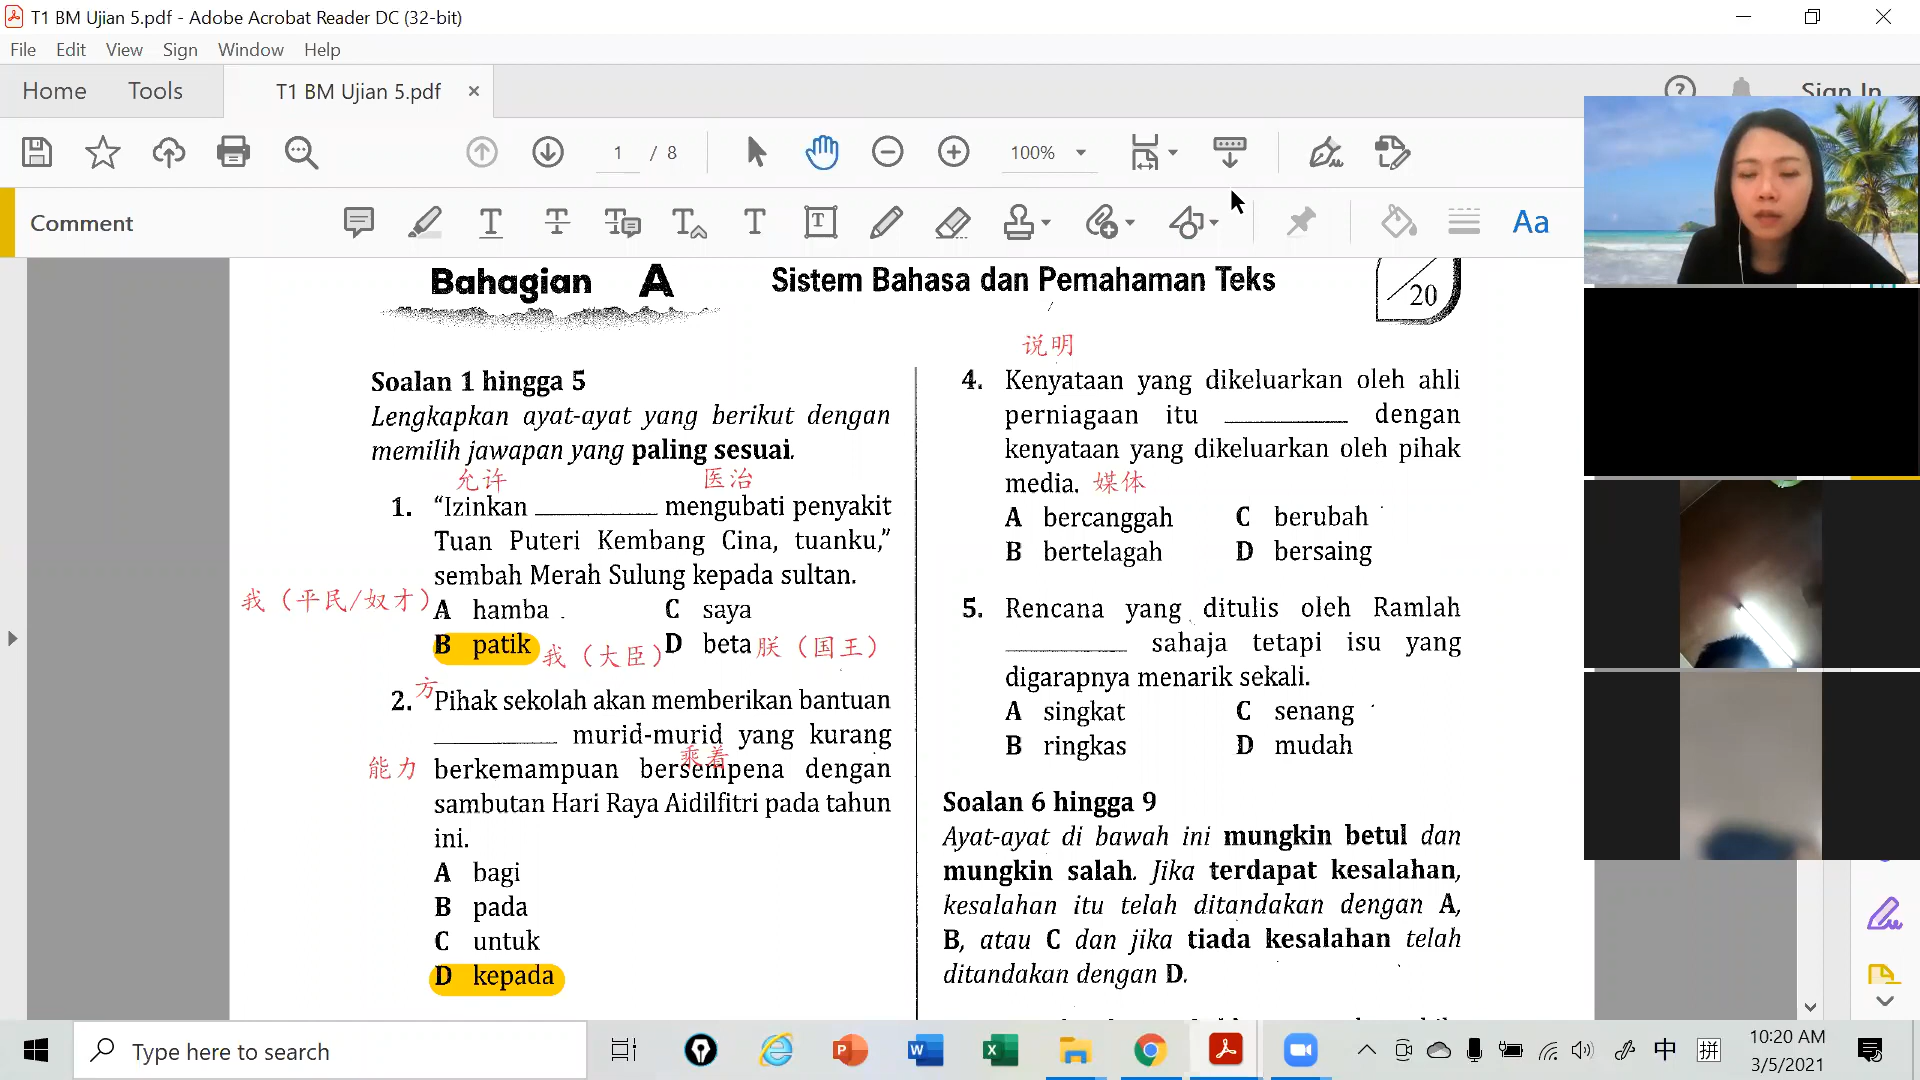 T1 BM Ujian 5.pdf - Adobe Acrobat Reader DC (32-bit)
File Edit View Sign Window Help
Home Tools T1 BM Ujian 5.pdf ×
Sign In
1 / 8
100%
Comment
Aa
Bahagian A Sistem Bahasa dan Pemahaman Teks
20
Soalan 1 hingga 5
Lengkapkan ayat-ayat yang berikut dengan
memilih jawapan yang paling sesuai.
允许 医治
1. “Izinkan ____________ mengubati penyakit
Tuan Puteri Kembang Cina, tuanku,”
sembah Merah Sulung kepada sultan.
我（平民/奴才）
A hamba C saya
B patik D beta
我（大臣） 朕（国王）
方
2. Pihak sekolah akan memberikan bantuan
____________ murid-murid yang kurang
乘着
能力 berkemampuan bersempena dengan
sambutan Hari Raya Aidilfitri pada tahun
ini.
A bagi
B pada
C untuk
D kepada
说明
4. Kenyataan yang dikeluarkan oleh ahli
perniagaan itu ____________ dengan
kenyataan yang dikeluarkan oleh pihak
media. 媒体
A bercanggah C berubah
B bertelagah D bersaing
5. Rencana yang ditulis oleh Ramlah
____________ sahaja tetapi isu yang
digarapnya menarik sekali.
A singkat C senang
B ringkas D mudah
Soalan 6 hingga 9
Ayat-ayat di bawah ini mungkin betul dan
mungkin salah. Jika terdapat kesalahan,
kesalahan itu telah ditandakan dengan A,
B, atau C dan jika tiada kesalahan telah
ditandakan dengan D.
Type here to search
中 拼
10:20 AM
3/5/2021